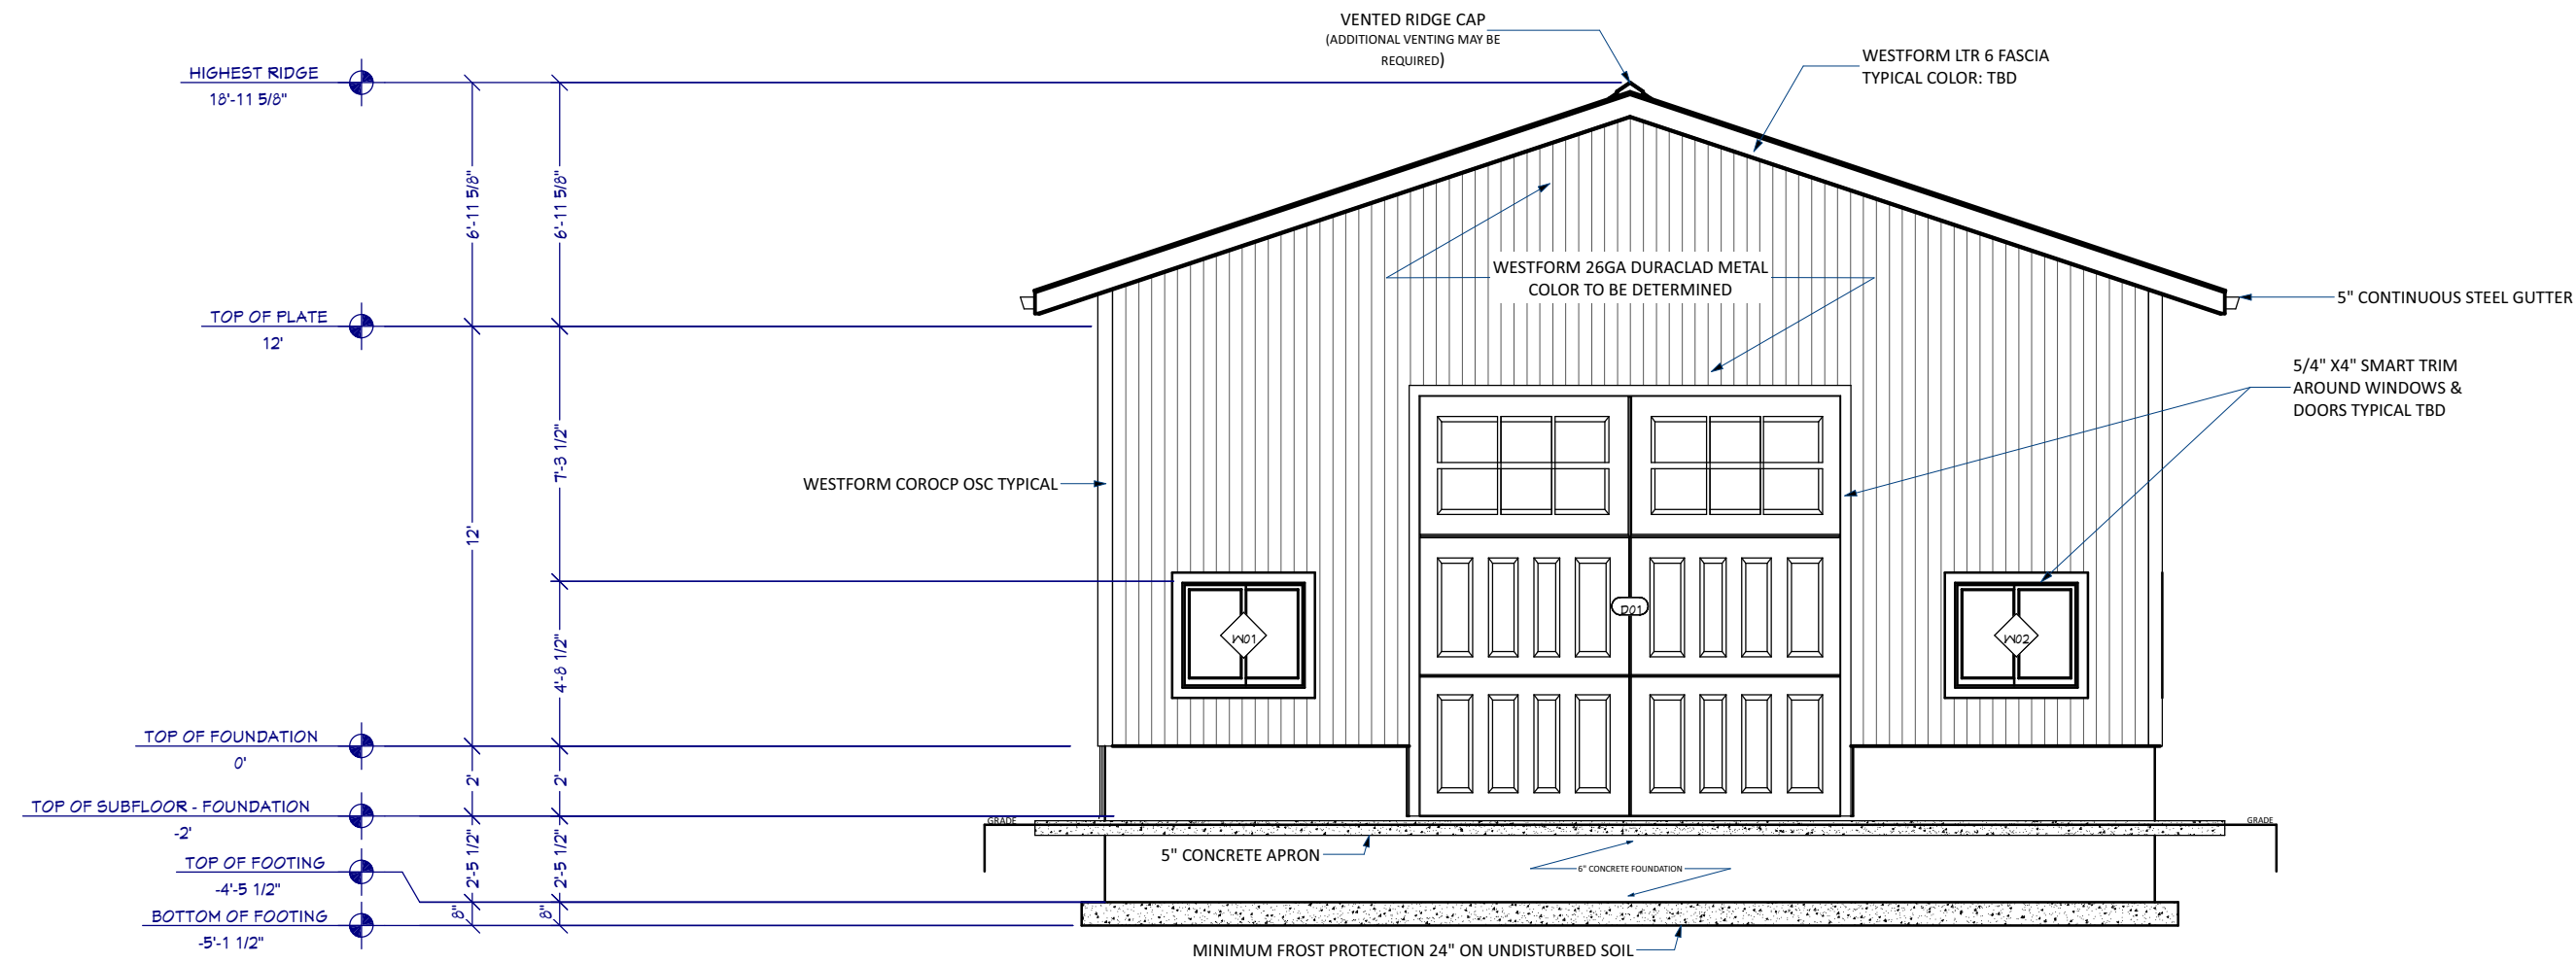 VENTED RIDGE CAP
(ADDITIONAL VENTING MAY BE
REQUIRED)
WESTFORM LTR 6 FASCIA
TYPICAL COLOR: TBD
HIGHEST RIDGE
18'-11 5/8"
6'-11 5/8"
6'-11 5/8"
WESTFORM 26GA DURACLAD METAL
COLOR TO BE DETERMINED
5" CONTINUOUS STEEL GUTTER
TOP OF PLATE
12'
5/4" X4" SMART TRIM
AROUND WINDOWS &
DOORS TYPICAL TBD
7'-3 1/2"
12'
WESTFORM COROCP OSC TYPICAL
D01
W01
W02
4'-8 1/2"
TOP OF FOUNDATION
0'
2'
2'
TOP OF SUBFLOOR - FOUNDATION
-2'
GRADE
GRADE
2'-5 1/2"
2'-5 1/2"
5" CONCRETE APRON
6" CONCRETE FOUNDATION
TOP OF FOOTING
-4'-5 1/2"
8"
8"
BOTTOM OF FOOTING
-5'-1 1/2"
MINIMUM FROST PROTECTION 24" ON UNDISTURBED SOIL